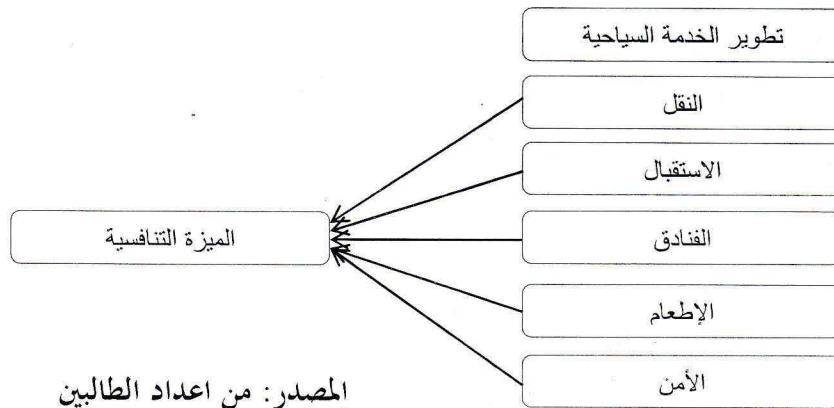 تطوير الخدمة السياحية
النقل
الاستقبال
الفنادق
الإطعام
الأمن
الميزة التنافسية
المصدر: من اعداد الطالبين